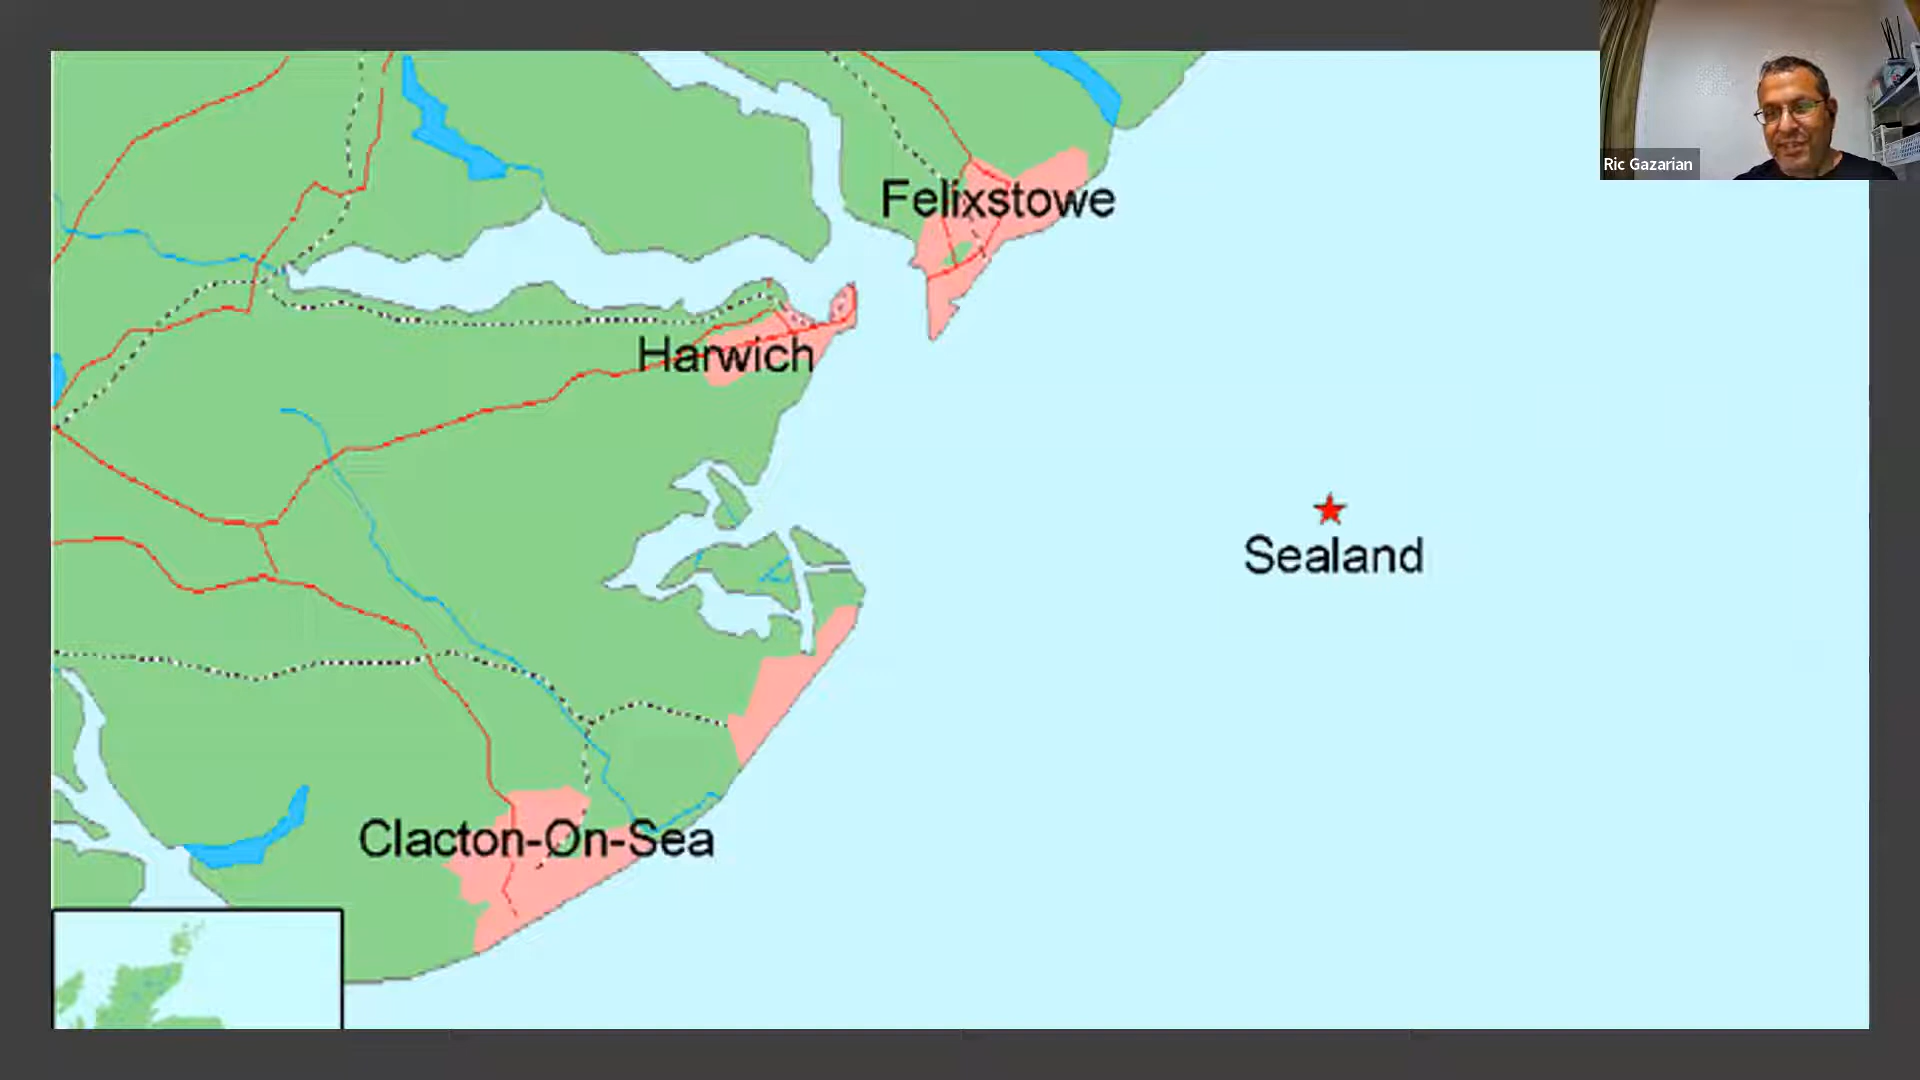 Ric Gazarian
Felixstowe
Harwich
Sealand
Clacton-On-Sea